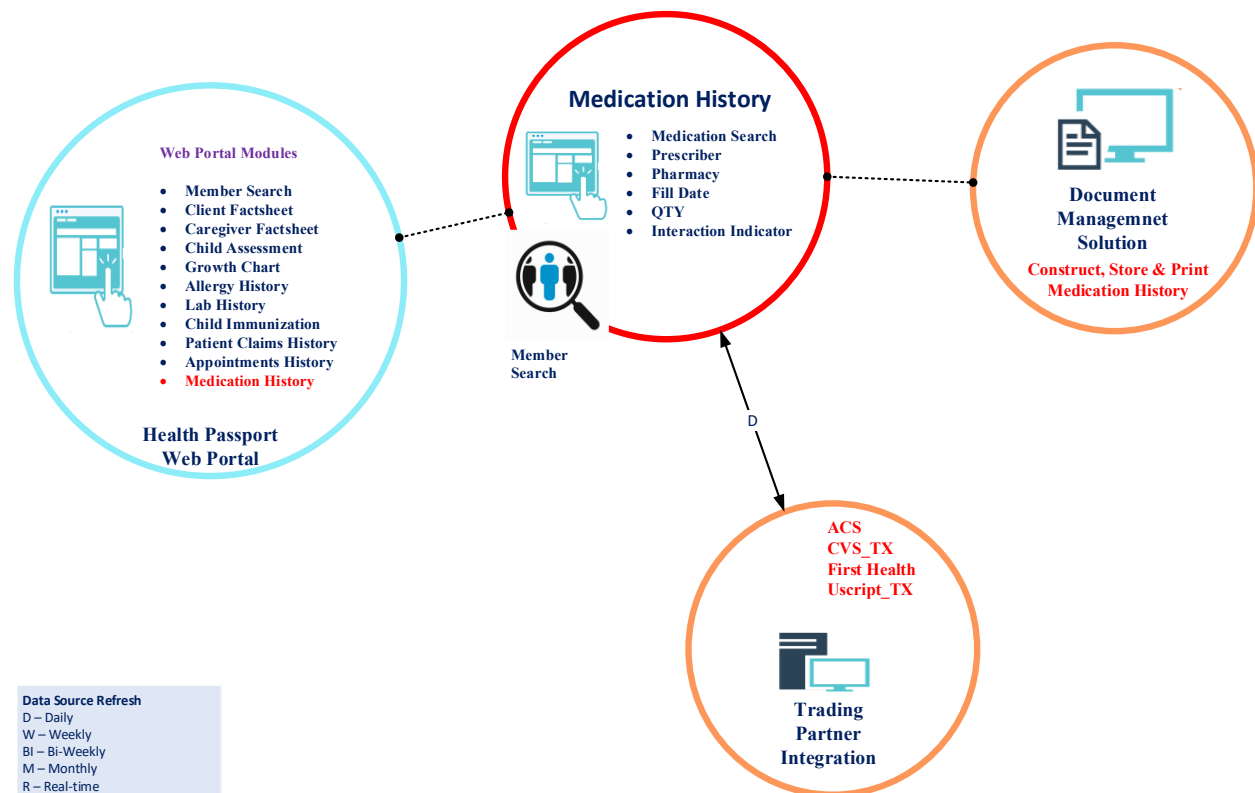 Web Portal Modules
• Member Search
• Client Factsheet
• Caregiver Factsheet
• Child Assessment
• Growth Chart
• Allergy History
• Lab History
• Child Immunization
• Patient Claims History
• Appointments History
• Medication History
Health Passport
Web Portal
Medication History
• Medication Search
• Prescriber
• Pharmacy
• Fill Date
• QTY
• Interaction Indicator
Member
Search
Document
Managemnet
Solution
Construct, Store & Print
Medication History
D
ACS
CVS_TX
First Health
Uscript_TX
Trading
Partner
Integration
Data Source Refresh
D – Daily
W – Weekly
BI – Bi-Weekly
M – Monthly
R – Real-time